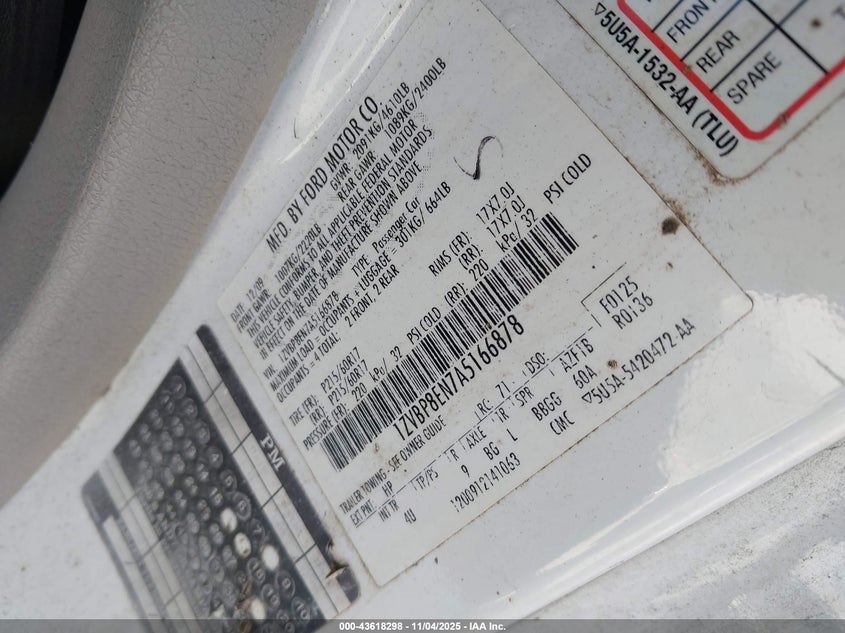 FRONT
REAR
SPARE
▽5U5A-1532-AA (TLU)
MFD. BY FORD MOTOR CO.
DATE: 12/09 GVWR: 2091KG/4610LB
FRONT GAWR: 1007KG/2220LB REAR GAWR: 1089KG/2400LB
THIS VEHICLE CONFORMS TO ALL APPLICABLE FEDERAL MOTOR
VEHICLE SAFETY, BUMPER, AND THEFT PREVENTION STANDARDS
IN EFFECT ON THE DATE OF MANUFACTURE SHOWN ABOVE.
VIN: 1ZVBP8EN7A5166878 TYPE: Passenger Car
MAXIMUM LOAD = OCCUPANTS + LUGGAGE = 301KG/ 664LB
OCCUPANTS = 4 TOTAL 2 FRONT, 2 REAR
TIRE (FR): P215/60R17 RIMS (FR): 17X7.0J
(RR): P215/60R17 (RR): 17X7.0J
PRESSURE (FR): 220 kPa/ 32 PSI COLD (RR): 220 kPa/ 32 PSI COLD
1ZVBP8EN7A5166878
TRAILER TOWING - SEE OWNER GUIDE
F0125
R0136
EXT PNT: HP RC: 71 DSO:
INT TR TP/PS R AXLE TR SPR AZF1B
4U 9 BG L BBGG 60A
1200912141063 CMC ▽5U5A-5420472 AA
PM
000-43618298 - 11/04/2025 - IAA Inc.